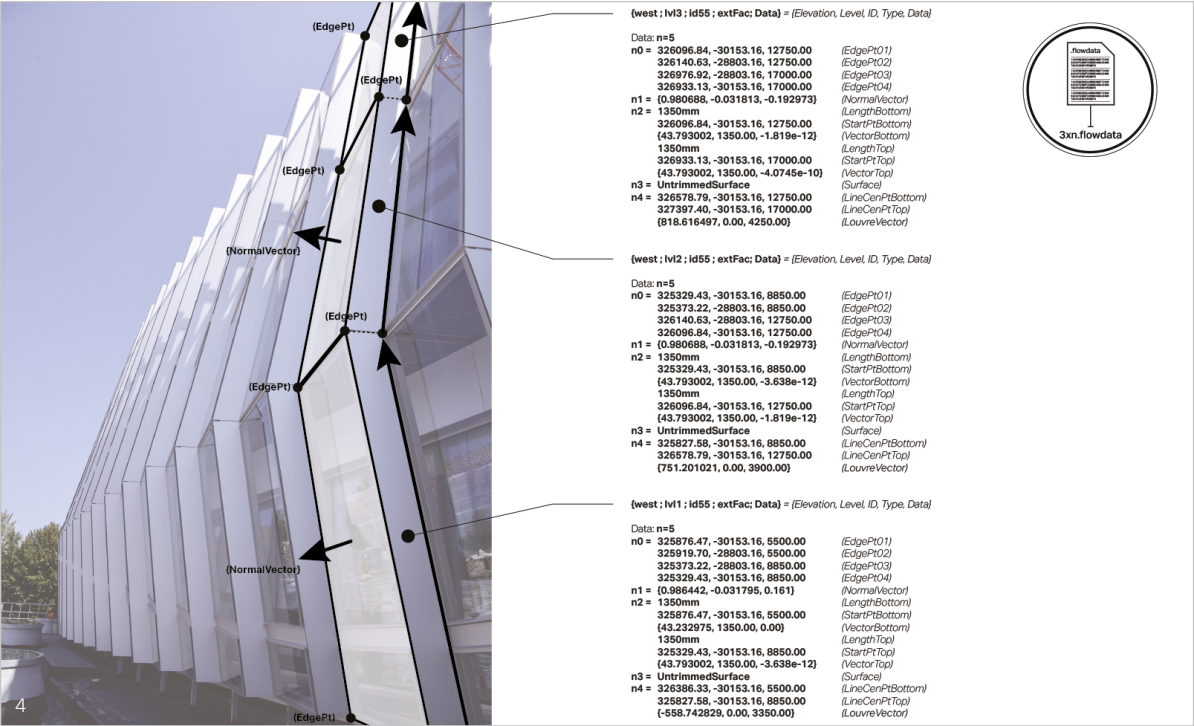 (EdgePt)
(EdgePt)
(EdgePt)
{NormalVector}
(EdgePt)
(EdgePt)
{NormalVector}
(EdgePt)
4
{west ; lvl3 ; id55 ; extFac; Data} = {Elevation, Level, ID, Type, Data}
Data: n=5
n0 = 326096.84, -30153.16, 12750.00 (EdgePt01)
326140.63, -28803.16, 12750.00 (EdgePt02)
326976.92, -28803.16, 17000.00 (EdgePt03)
326933.13, -30153.16, 17000.00 (EdgePt04)
n1 = {0.980688, -0.031813, -0.192973} (NormalVector)
n2 = 1350mm (LengthBottom)
326096.84, -30153.16, 12750.00 (StartPtBottom)
{43.793002, 1350.00, -1.819e-12} (VectorBottom)
1350mm (LengthTop)
326933.13, -30153.16, 17000.00 (StartPtTop)
{43.793002, 1350.00, -4.0745e-10} (VectorTop)
n3 = UntrimmedSurface (Surface)
n4 = 326578.79, -30153.16, 12750.00 (LineCenPtBottom)
327397.40, -30153.16, 17000.00 (LineCenPtTop)
{818.616497, 0.00, 4250.00} (LouvreVector)
{west ; lvl2 ; id55 ; extFac; Data} = {Elevation, Level, ID, Type, Data}
Data: n=5
n0 = 325329.43, -30153.16, 8850.00 (EdgePt01)
325373.22, -28803.16, 8850.00 (EdgePt02)
326140.63, -28803.16, 12750.00 (EdgePt03)
326096.84, -30153.16, 12750.00 (EdgePt04)
n1 = {0.980688, -0.031813, -0.192973} (NormalVector)
n2 = 1350mm (LengthBottom)
325329.43, -30153.16, 8850.00 (StartPtBottom)
{43.793002, 1350.00, -3.638e-12} (VectorBottom)
1350mm (LengthTop)
326096.84, -30153.16, 12750.00 (StartPtTop)
{43.793002, 1350.00, -1.819e-12} (VectorTop)
n3 = UntrimmedSurface (Surface)
n4 = 325827.58, -30153.16, 8850.00 (LineCenPtBottom)
326578.79, -30153.16, 12750.00 (LineCenPtTop)
{751.201021, 0.00, 3900.00} (LouvreVector)
{west ; lvl1 ; id55 ; extFac; Data} = {Elevation, Level, ID, Type, Data}
Data: n=5
n0 = 325876.47, -30153.16, 5500.00 (EdgePt01)
325919.70, -28803.16, 5500.00 (EdgePt02)
325373.22, -28803.16, 8850.00 (EdgePt03)
325329.43, -30153.16, 8850.00 (EdgePt04)
n1 = {0.986442, -0.031795, 0.161} (NormalVector)
n2 = 1350mm (LengthBottom)
325876.47, -30153.16, 5500.00 (StartPtBottom)
{43.232975, 1350.00, 0.00} (VectorBottom)
1350mm (LengthTop)
325329.43, -30153.16, 8850.00 (StartPtTop)
{43.793002, 1350.00, -3.638e-12} (VectorTop)
n3 = UntrimmedSurface (Surface)
n4 = 326386.33, -30153.16, 5500.00 (LineCenPtBottom)
325827.58, -30153.16, 8850.00 (LineCenPtTop)
{-558.742829, 0.00, 3350.00} (LouvreVector)
.flowdata
3xn.flowdata